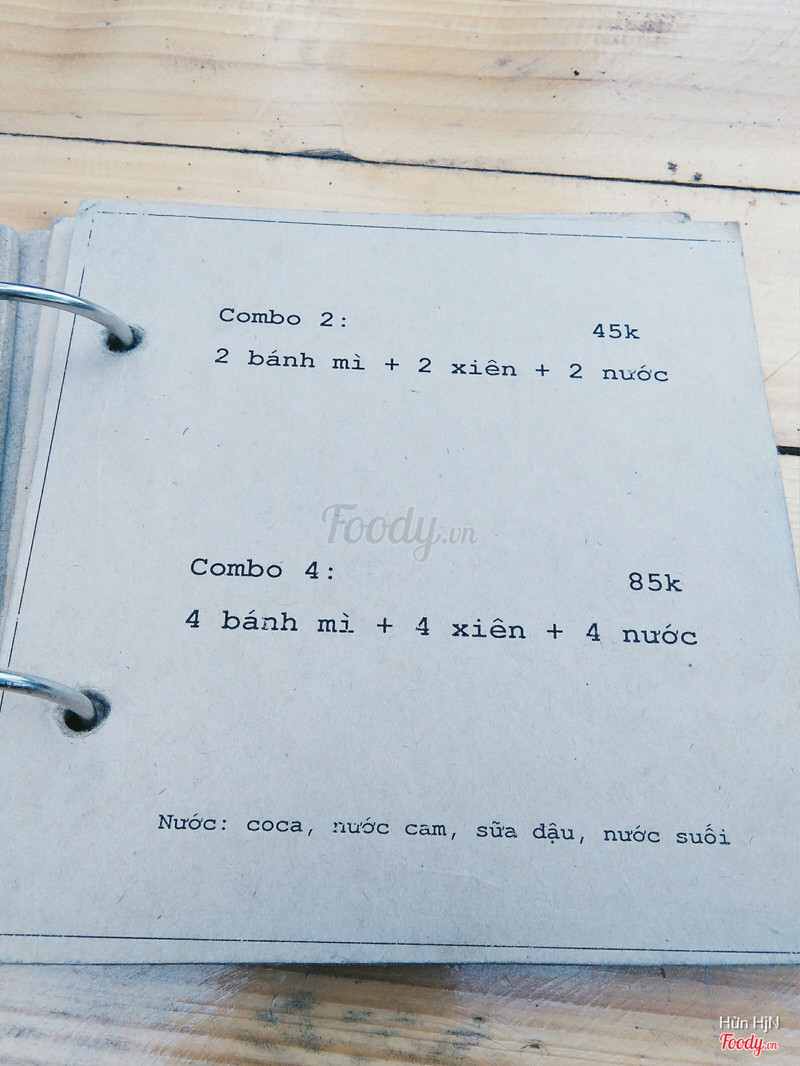 Combo 2:
45k
2 bánh mì + 2 xiên + 2 nước
Foody.vn
Combo 4:
85k
4 bánh mì + 4 xiên + 4 nước
Nước: coca, nước cam, sữa đậu, nước suối
Hùn HjN
Foody.vn